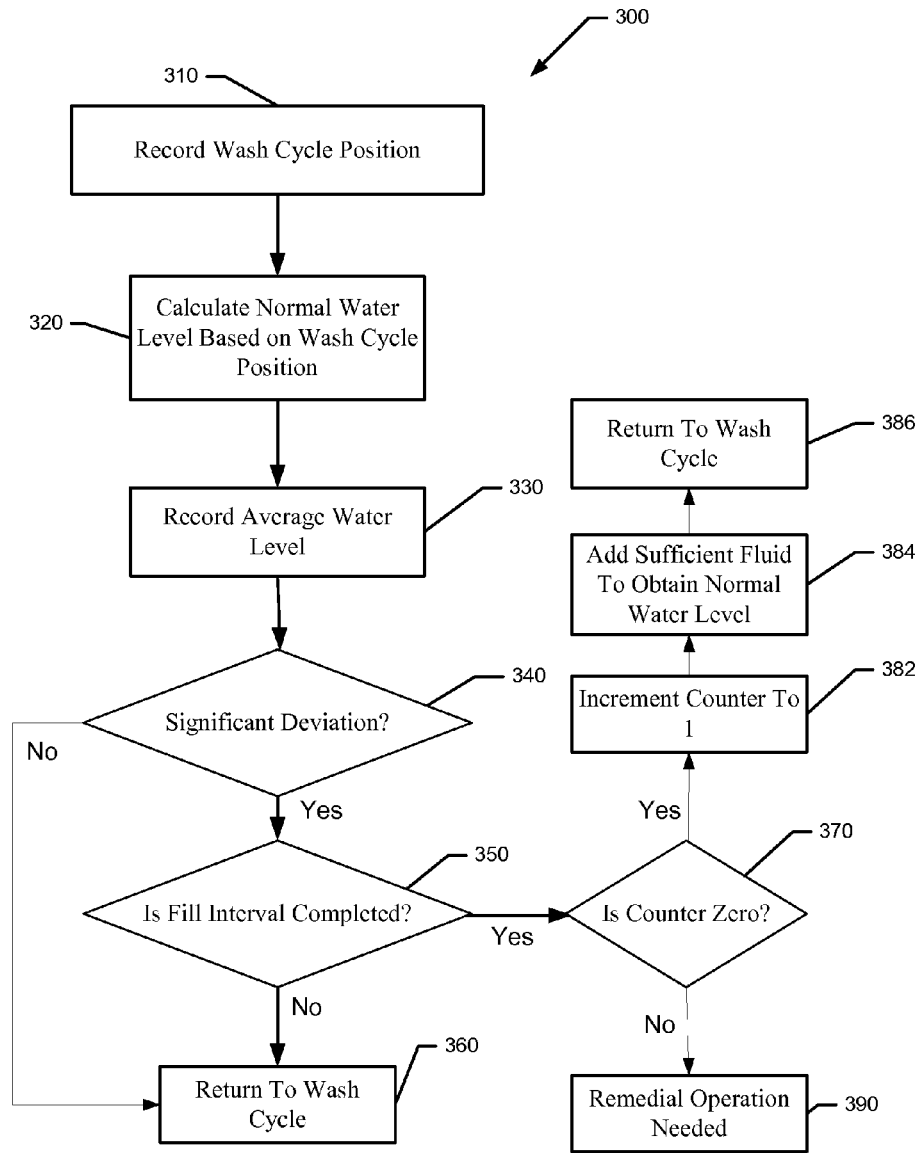 300
310
Record Wash Cycle Position
320
Calculate Normal Water
Level Based on Wash Cycle
Position
330
Record Average Water
Level
340
Significant Deviation?
No
Yes
350
Is Fill Interval Completed?
Yes
No
360
Return To Wash
Cycle
370
Is Counter Zero?
Yes
No
382
Increment Counter To
1
384
Add Sufficient Fluid
To Obtain Normal
Water Level
386
Return To Wash
Cycle
Remedial Operation
Needed
390